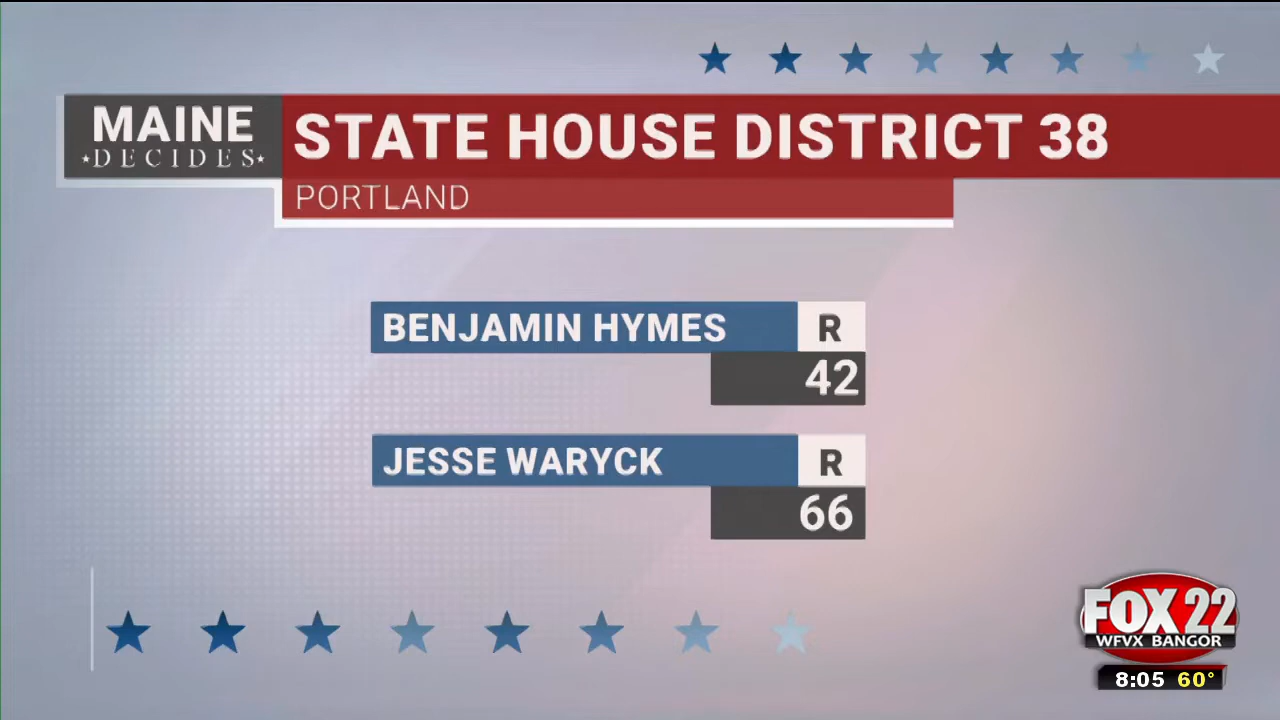 MAINE
DECIDES
STATE HOUSE DISTRICT 38
PORTLAND
BENJAMIN HYMES R
42
JESSE WARYCK R
66
FOX 22
WFVX BANGOR
8:05 60°